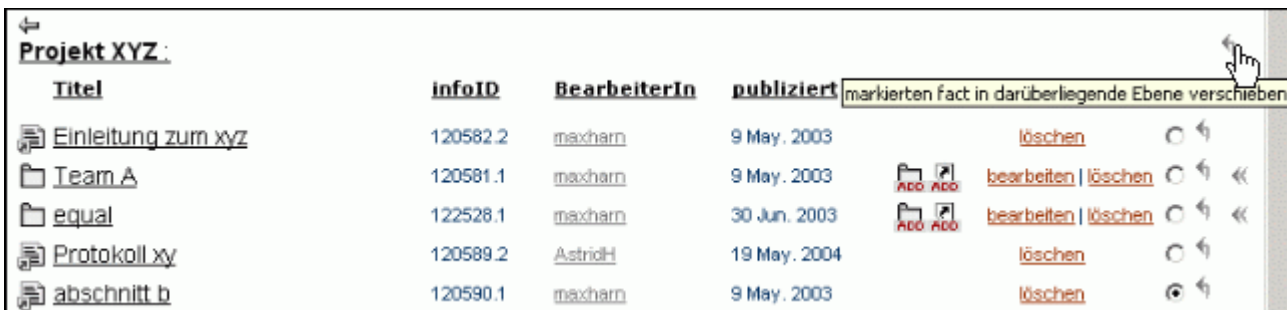 Projekt XYZ :
Titel infoID BearbeiterIn publiziert markierten fact in darüberliegende Ebene verschieben
Einleitung zum xyz 120582.2 maxharn 9 May. 2003 löschen
Team A 120581.1 maxharn 9 May. 2003 ADD ADD bearbeiten | löschen
equal 122528.1 maxharn 30 Jun. 2003 ADD ADD bearbeiten | löschen
Protokoll xy 120589.2 AstridH 19 May. 2004 löschen
abschnitt b 120590.1 maxharn 9 May. 2003 löschen